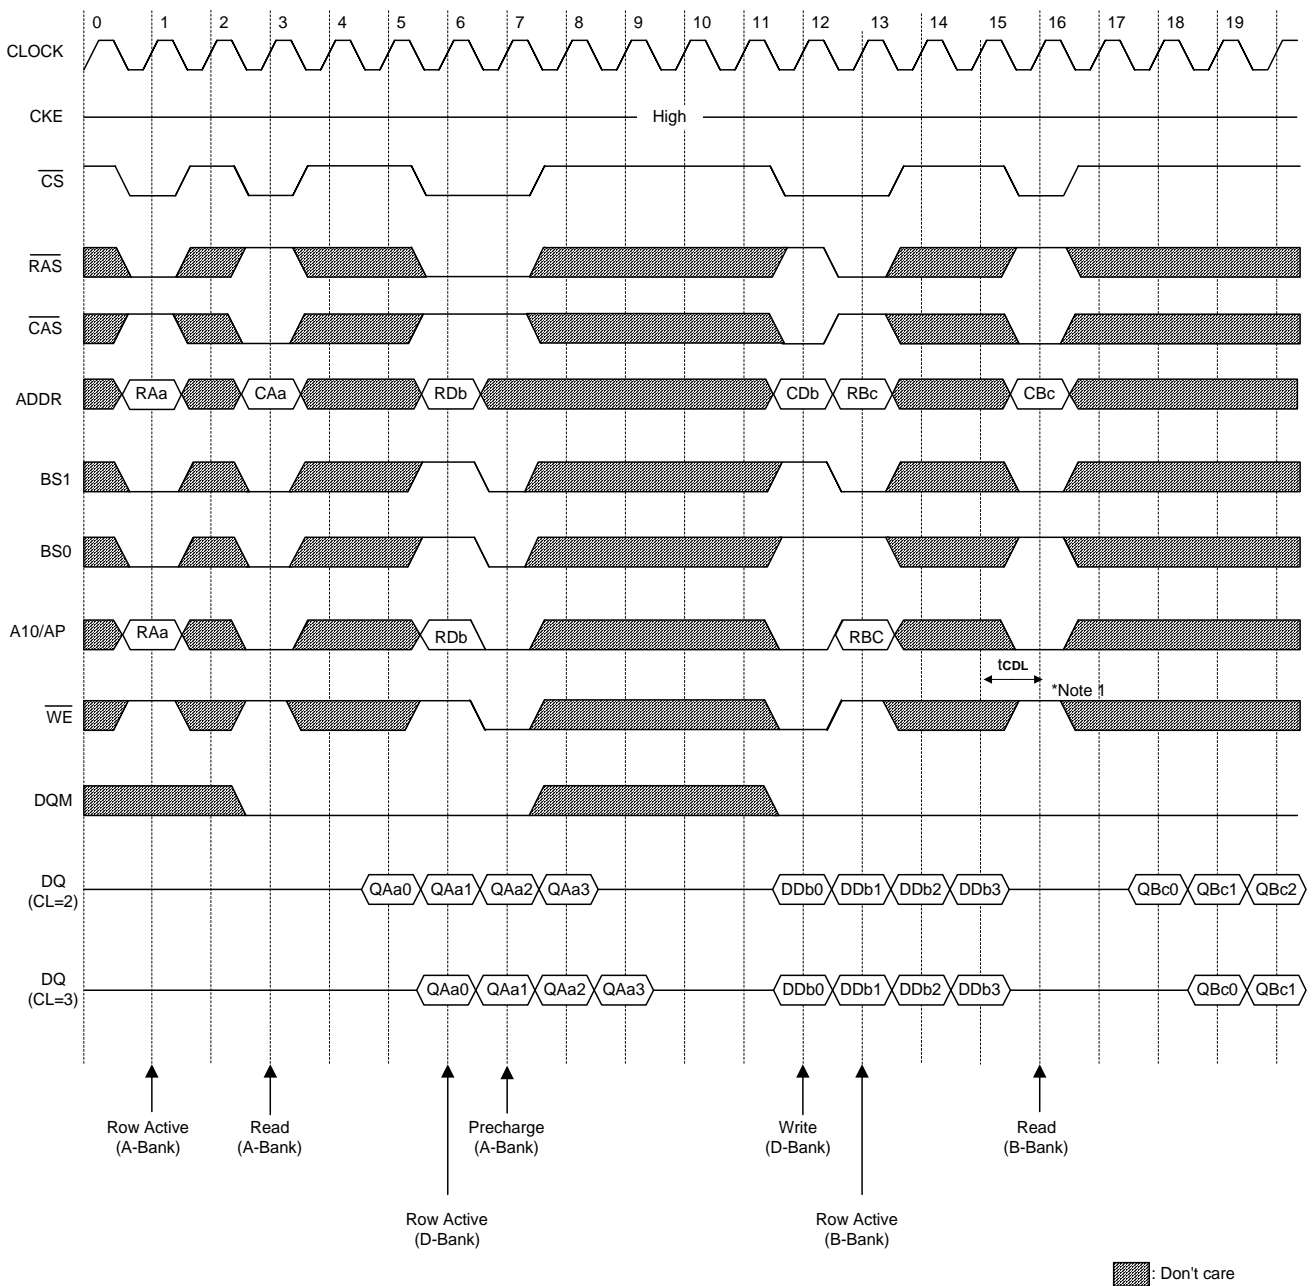 0 1 2 3 4 5 6 7 8 9 10 11 12 13 14 15 16 17 18 19
CLOCK
CKE High
CS
RAS
CAS
ADDR RAa CAa RDb CDb RBc CBc
BS1
BS0
A10/AP RAa RDb RBC
tCDL
*Note 1
WE
DQM
DQ
(CL=2) QAa0 QAa1 QAa2 QAa3 DDb0 DDb1 DDb2 DDb3 QBc0 QBc1 QBc2
DQ
(CL=3) QAa0 QAa1 QAa2 QAa3 DDb0 DDb1 DDb2 DDb3 QBc0 QBc1
Row Active Read Precharge Write Read
(A-Bank) (A-Bank) (A-Bank) (D-Bank) (B-Bank)
Row Active Row Active
(D-Bank) (B-Bank)
: Don't care